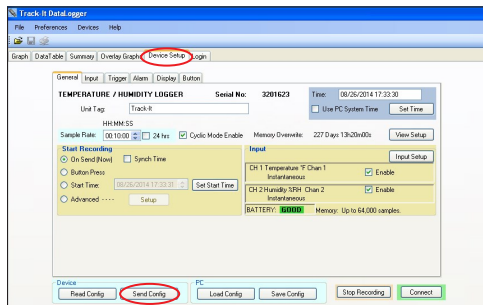 Track-It DataLogger
File Preferences Devices Help
Graph DataTable Summary Overlay Graph Device Setup Login
General Input Trigger Alarm Display Button
TEMPERATURE / HUMIDITY LOGGER Serial No: 3201623 Time: 08/26/2014 17:33:30
Unit Tag: Track-It Use PC System Time Set Time
HH:MM:SS
Sample Rate: 00:10:00 24 hrs Cyclic Mode Enable Memory Overwrite: 227 Days 13h20m00s View Setup
Start Recording Input
On Send (Now) Synch Time Input Setup
Button Press CH 1 Temperature °F Chan 1 Enable
Instantaneous
Start Time: 08/26/2014 17:33:31 Set Start Time CH 2 Humidity %RH Chan 2 Enable
Instantaneous
Advanced ---- Setup
BATTERY: GOOD Memory: Up to 64,000 samples.
Device PC
Read Config Send Config Load Config Save Config Stop Recording Connect